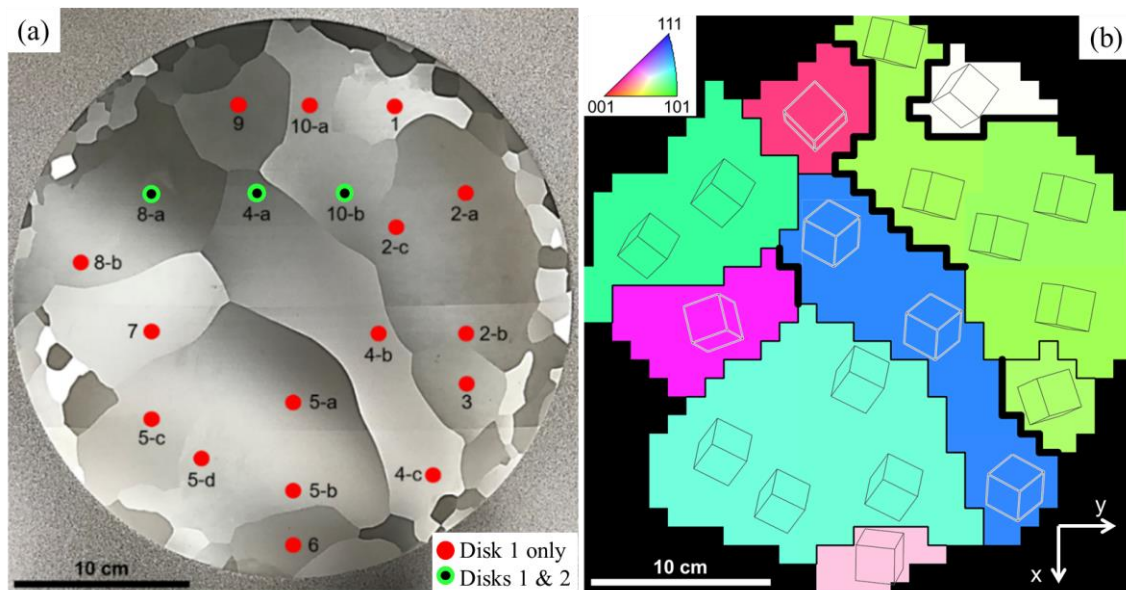 (a)
9
10-a
1
8-a
4-a
10-b
2-a
2-c
8-b
7
4-b
2-b
3
5-a
5-c
5-d
5-b
4-c
6
10 cm
Disk 1 only
Disks 1 & 2
(b)
111
001
101
10 cm
y
x